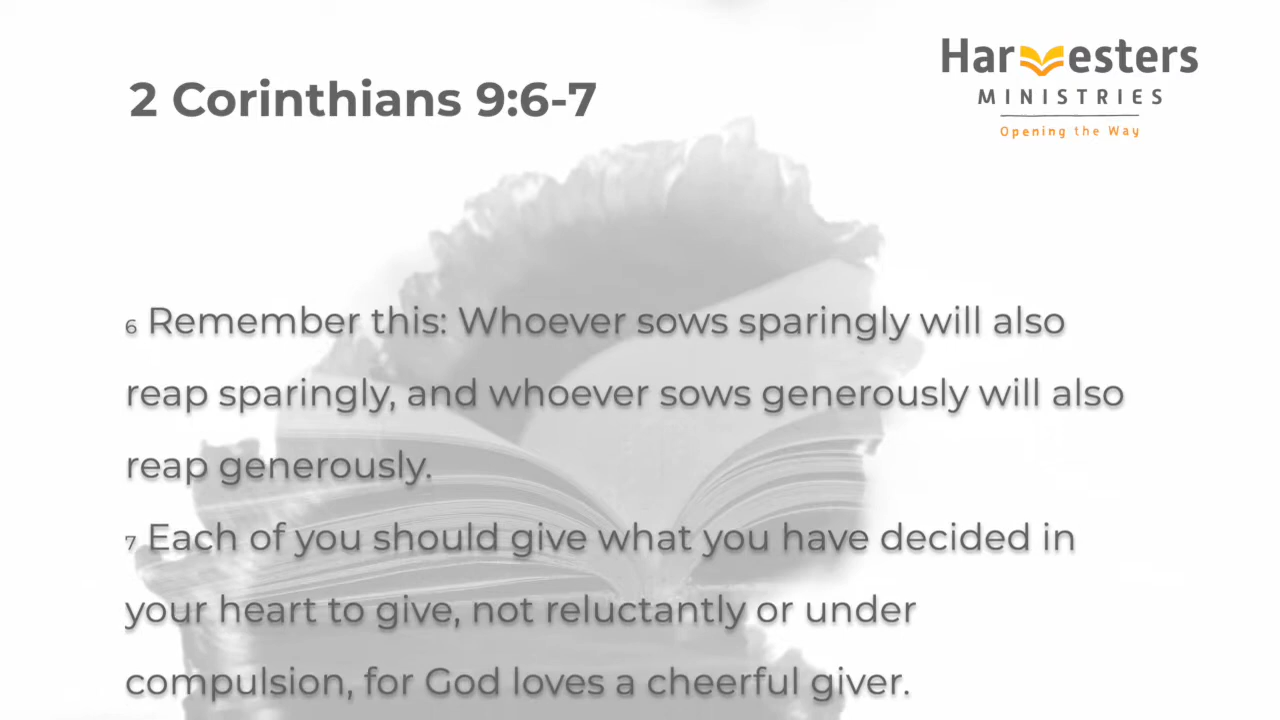 Harvesters
MINISTRIES
Opening the Way
2 Corinthians 9:6-7
6 Remember this: Whoever sows sparingly will also
reap sparingly, and whoever sows generously will also
reap generously.
7 Each of you should give what you have decided in
your heart to give, not reluctantly or under
compulsion, for God loves a cheerful giver.